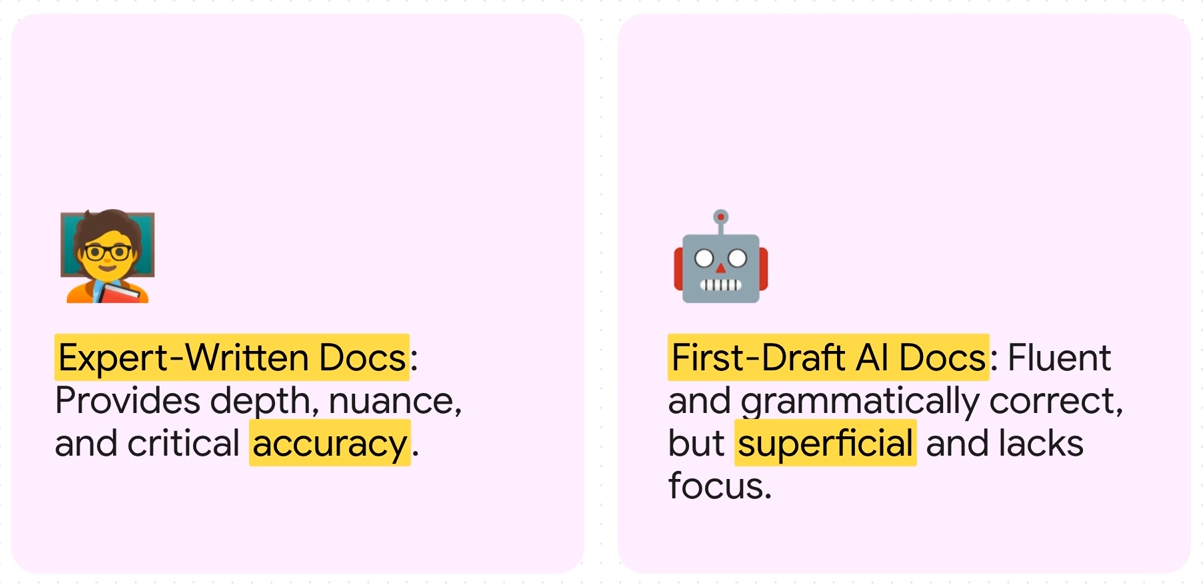 Expert-Written Docs:
Provides depth, nuance,
and critical accuracy.
First-Draft AI Docs: Fluent
and grammatically correct,
but superficial and lacks
focus.